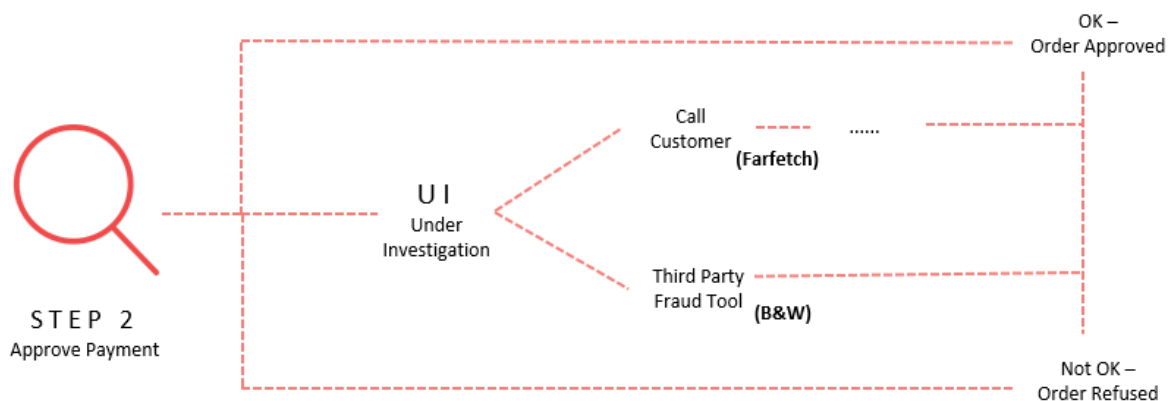 OK –
Order Approved
Call
Customer
(Farfetch)
......
U I
Under
Investigation
Third Party
Fraud Tool
(B&W)
STEP 2
Approve Payment
Not OK –
Order Refused